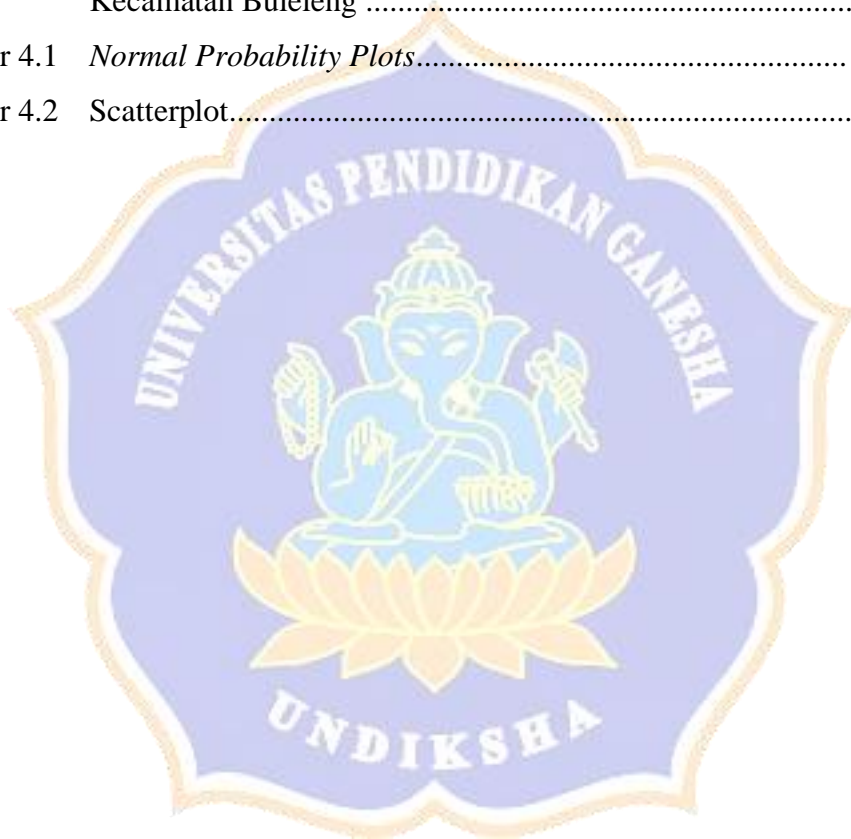 Kecamatan Buleleng ............................................................
r 4.1 Normal Probability Plots......................................................
r 4.2 Scatterplot..............................................................................
UNIVERSITAS PENDIDIKAN GANESHA
UNDIKSHA